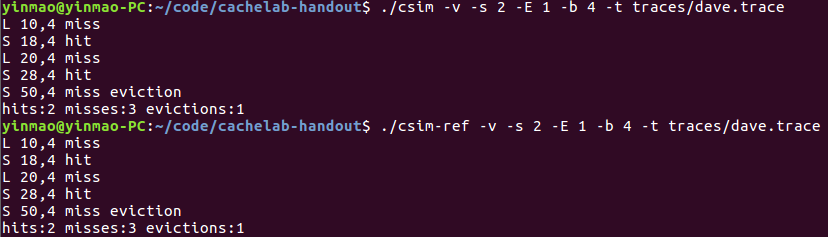 yinmao@yinmao-PC:~/code/cachelab-handout$ ./csim -v -s 2 -E 1 -b 4 -t traces/dave.trace
L 10,4 miss
S 18,4 hit
L 20,4 miss
S 28,4 hit
S 50,4 miss eviction
hits:2 misses:3 evictions:1
yinmao@yinmao-PC:~/code/cachelab-handout$ ./csim-ref -v -s 2 -E 1 -b 4 -t traces/dave.trace
L 10,4 miss
S 18,4 hit
L 20,4 miss
S 28,4 hit
S 50,4 miss eviction
hits:2 misses:3 evictions:1